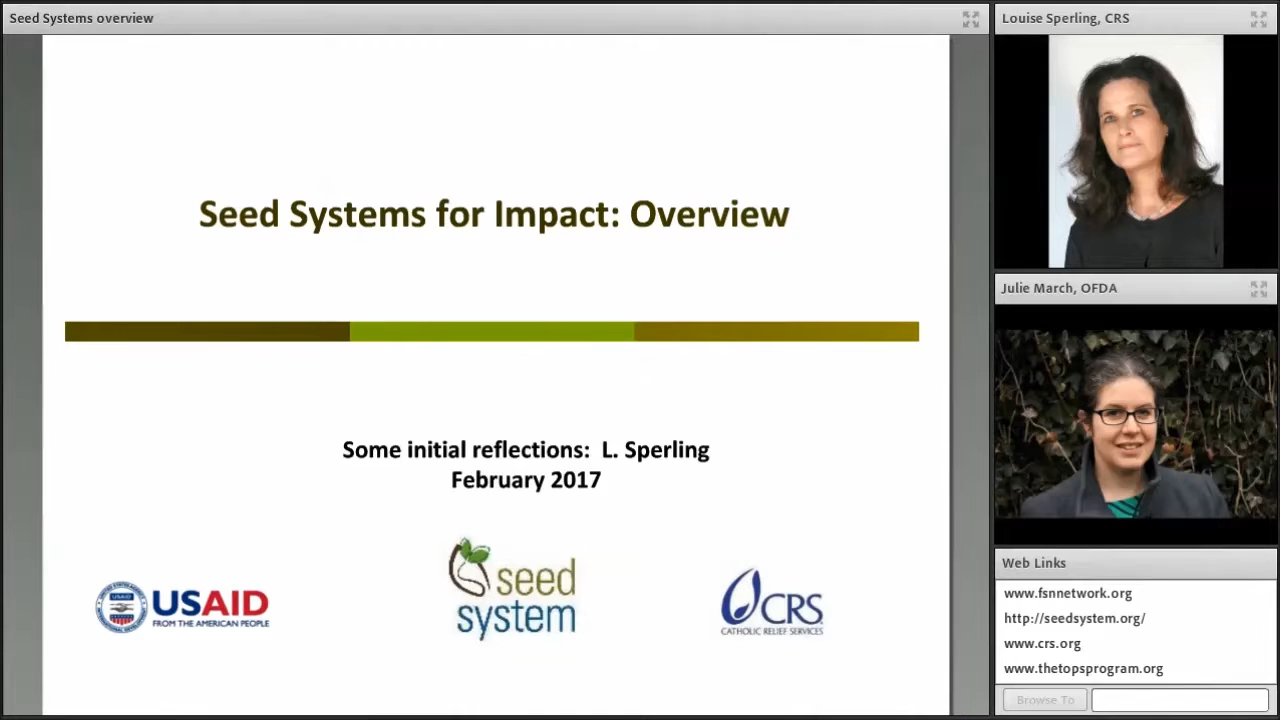 Seed Systems overview
Seed Systems for Impact: Overview
Some initial reflections:  L. Sperling
February 2017
USAID
FROM THE AMERICAN PEOPLE
seed
system
CRS
CATHOLIC RELIEF SERVICES
Louise Sperling, CRS
Julie March, OFDA
Web Links
www.fsnnetwork.org
http://seedsystem.org/
www.crs.org
www.thetopsprogram.org
Browse To